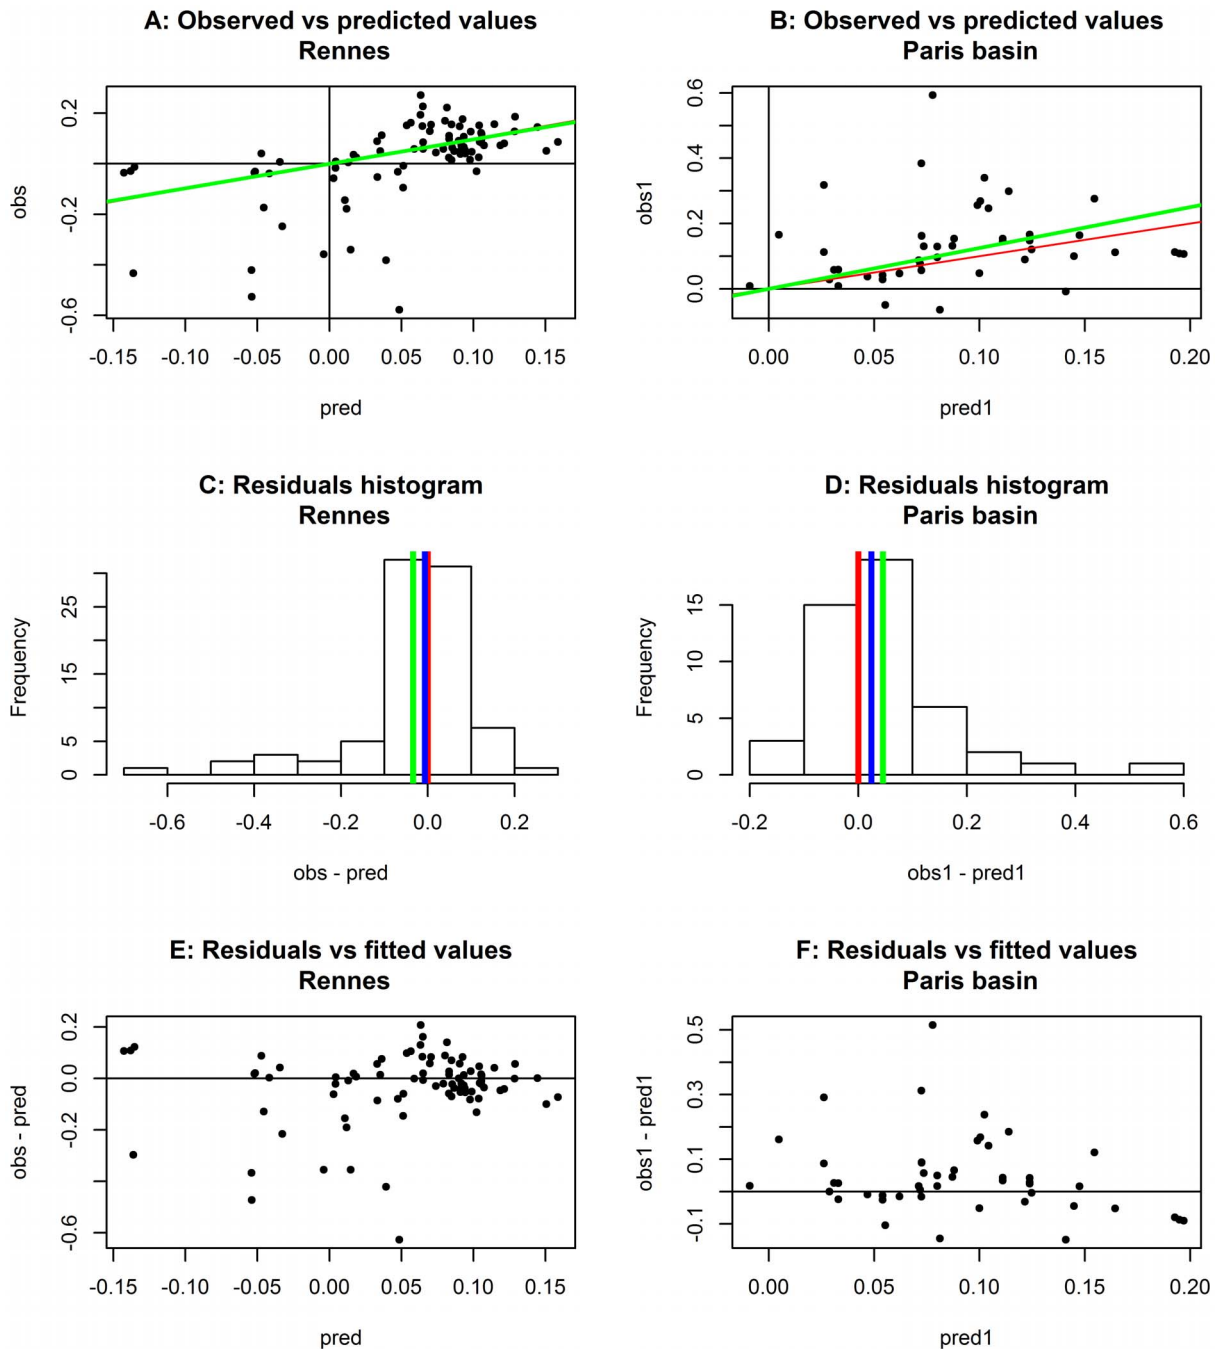 A: Observed vs predicted values
Rennes
obs
0.2
-0.2
-0.6
-0.15 -0.10 -0.05 0.00 0.05 0.10 0.15
pred
B: Observed vs predicted values
Paris basin
obs1
0.6
0.4
0.2
0.0
0.00 0.05 0.10 0.15 0.20
pred1
C: Residuals histogram
Rennes
Frequency
25
15
5
0
-0.6 -0.4 -0.2 0.0 0.2
obs - pred
D: Residuals histogram
Paris basin
Frequency
15
10
5
0
-0.2 0.0 0.2 0.4 0.6
obs1 - pred1
E: Residuals vs fitted values
Rennes
obs - pred
0.2
0.0
-0.2
-0.6
-0.15 -0.10 -0.05 0.00 0.05 0.10 0.15
pred
F: Residuals vs fitted values
Paris basin
obs1 - pred1
0.5
0.3
0.1
-0.1
0.00 0.05 0.10 0.15 0.20
pred1